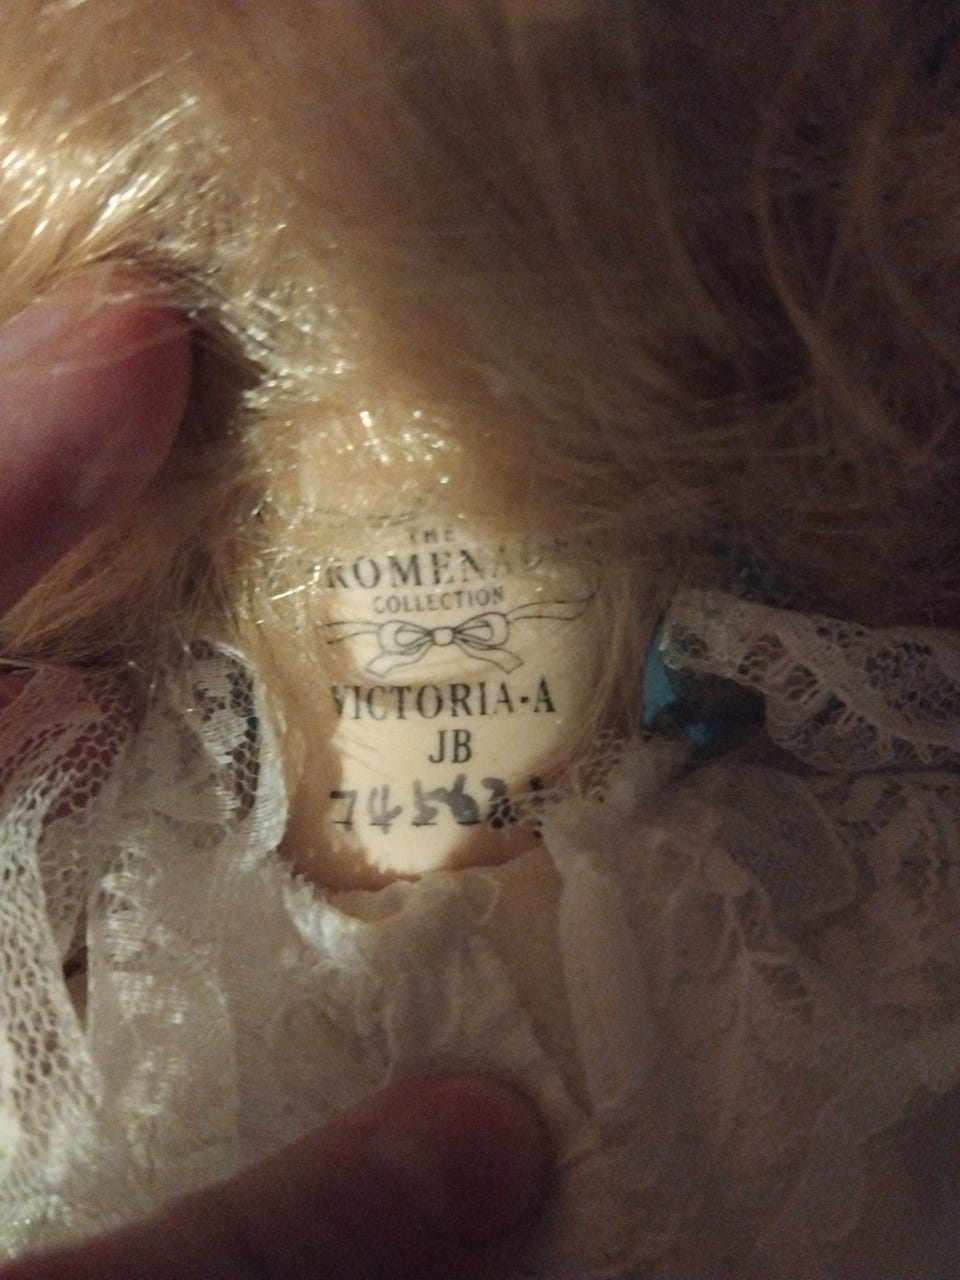 THE
PROMENADE
COLLECTION
VICTORIA-A
JB